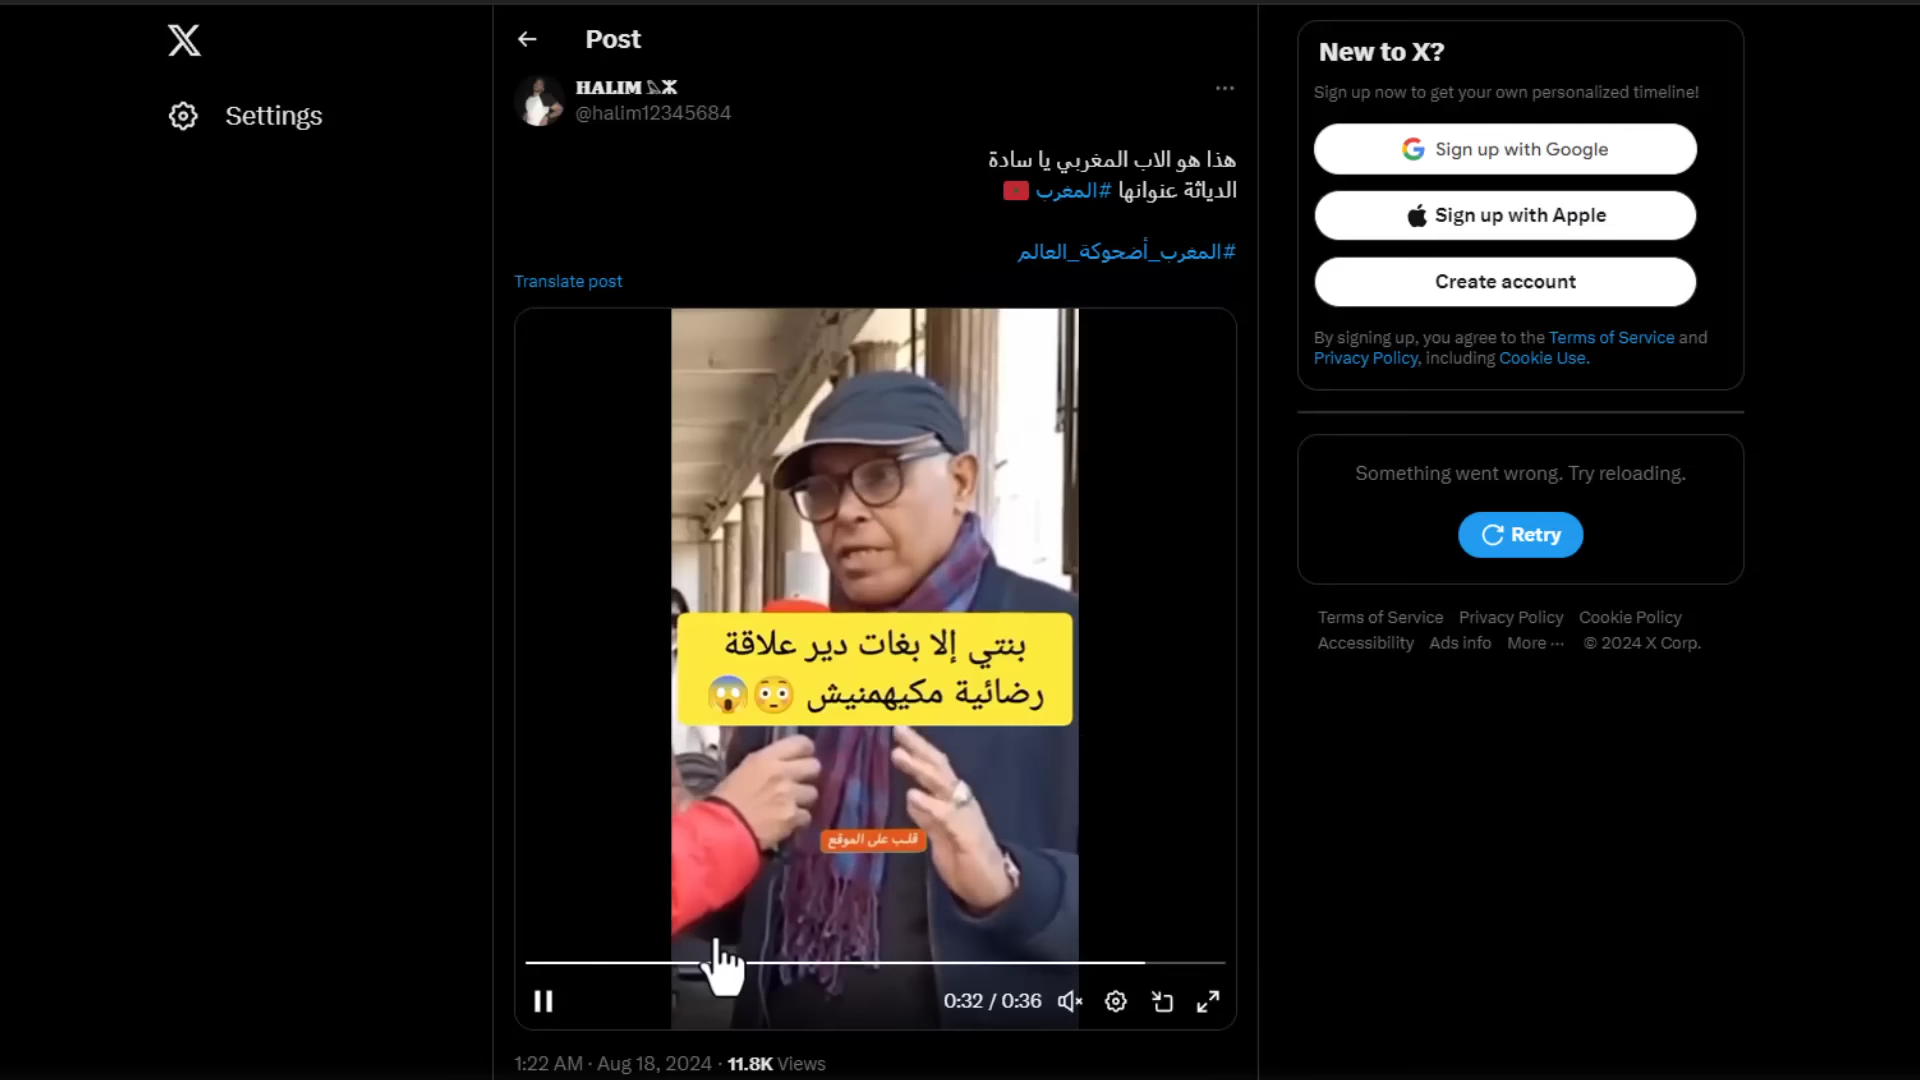 Settings
Post
HALIM
@halim12345684
هذا هو الاب المغربي يا سادة
الدياثة عنوانها #المغرب
#المغرب_أضحوكة_العالم
Translate post
بنتي إلا بغات دير علاقة
رضائية مكيهمنيش
قلب على الموقع
0:32 / 0:36
1:22 AM · Aug 18, 2024 · 11.8K Views
New to X?
Sign up now to get your own personalized timeline!
Sign up with Google
Sign up with Apple
Create account
By signing up, you agree to the Terms of Service and
Privacy Policy, including Cookie Use.
Something went wrong. Try reloading.
Retry
Terms of Service Privacy Policy Cookie Policy
Accessibility Ads info More ··· © 2024 X Corp.